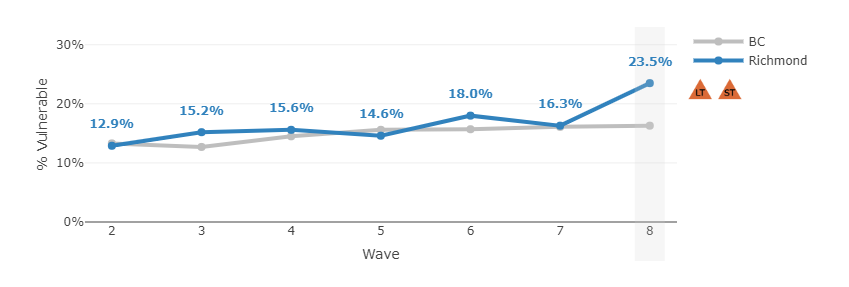 30%
20%
10%
0%
% Vulnerable
12.9%
15.2%
15.6%
14.6%
18.0%
16.3%
23.5%
2 3 4 5 6 7 8
Wave
BC
Richmond
LT ST